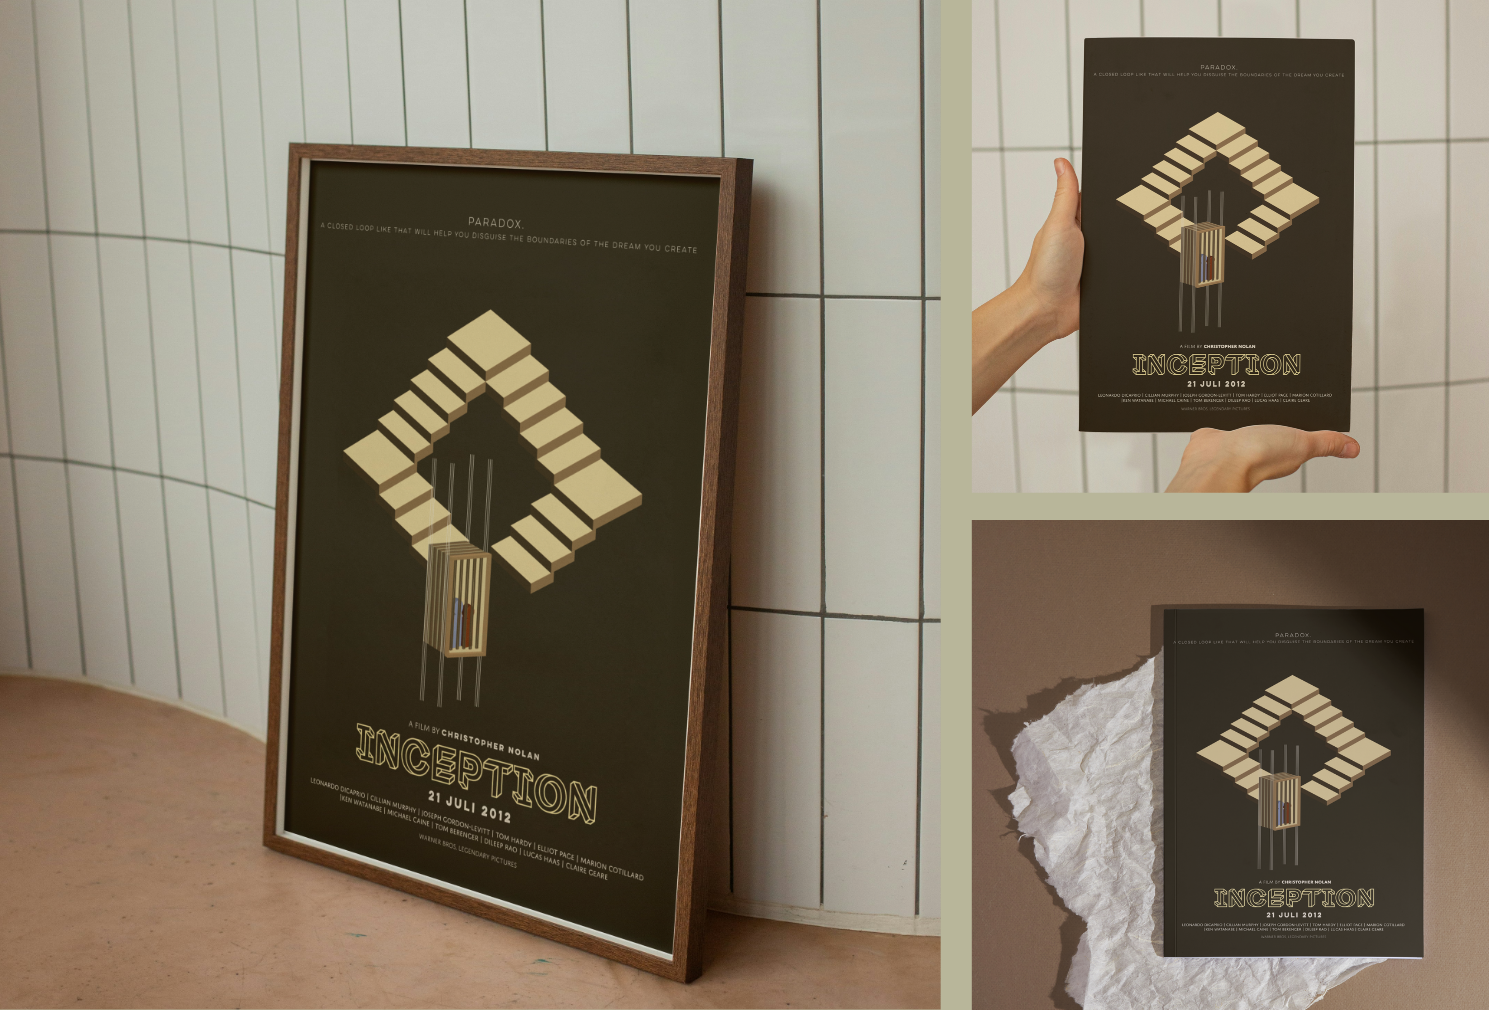 PARADOX.
A CLOSED LOOP LIKE THAT WILL HELP YOU DISGUISE THE BOUNDARIES OF THE DREAM YOU CREATE
A FILM BY CHRISTOPHER NOLAN
INCEPTION
21 JULI 2012
LEONARDO DICAPRIO | CILLIAN MURPHY | JOSEPH GORDON-LEVITT | TOM HARDY | ELLIOT PAGE | MARION COTILLARD
|KEN WATANABE | MICHAEL CAINE | TOM BERENGER | DILEEP RAO | LUCAS HAAS | CLAIRE GEARE
WARNER BROS. LEGENDARY PICTURES
PARADOX.
A CLOSED LOOP LIKE THAT WILL HELP YOU DISGUISE THE BOUNDARIES OF THE DREAM YOU CREATE
A FILM BY CHRISTOPHER NOLAN
INCEPTION
21 JULI 2012
LEONARDO DICAPRIO | CILLIAN MURPHY | JOSEPH GORDON-LEVITT | TOM HARDY | ELLIOT PAGE | MARION COTILLARD
|KEN WATANABE | MICHAEL CAINE | TOM BERENGER | DILEEP RAO | LUCAS HAAS | CLAIRE GEARE
WARNER BROS. LEGENDARY PICTURES
PARADOX.
A CLOSED LOOP LIKE THAT WILL HELP YOU DISGUISE THE BOUNDARIES OF THE DREAM YOU CREATE
A FILM BY CHRISTOPHER NOLAN
INCEPTION
21 JULI 2012
LEONARDO DICAPRIO | CILLIAN MURPHY | JOSEPH GORDON-LEVITT | TOM HARDY | ELLIOT PAGE | MARION COTILLARD
|KEN WATANABE | MICHAEL CAINE | TOM BERENGER | DILEEP RAO | LUCAS HAAS | CLAIRE GEARE
WARNER BROS. LEGENDARY PICTURES